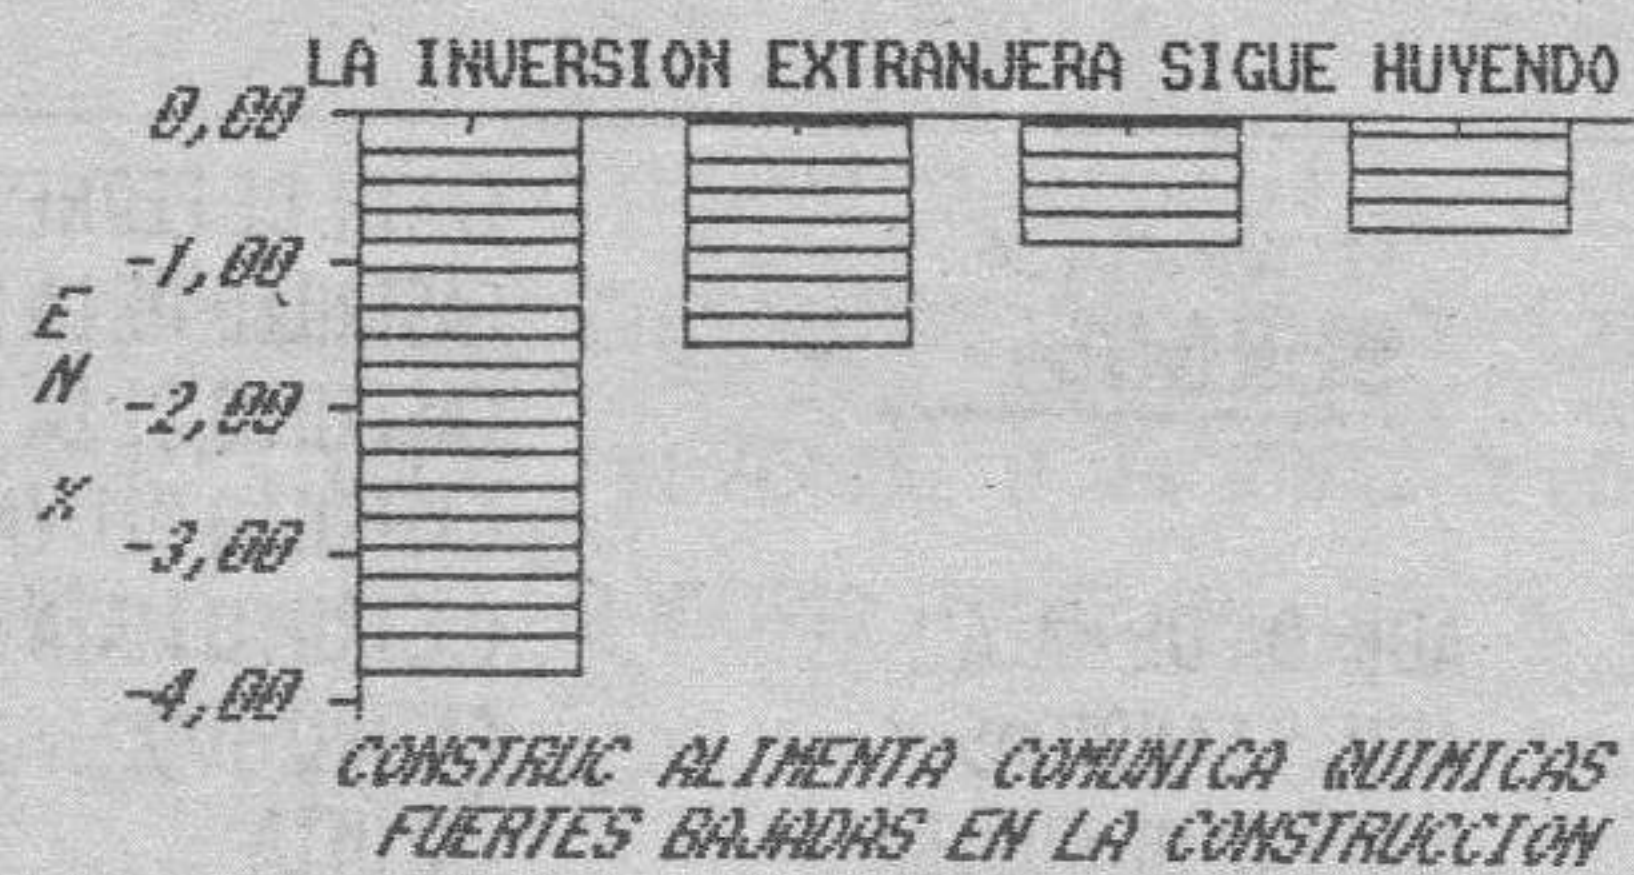 LA INVERSION EXTRANJERA SIGUE HUYENDO
0,00
-1,00
-2,00
-3,00
-4,00
EN %
CONSTRUC ALIMENTA COMUNICA QUIMICAS
FUERTES BAJADAS EN LA CONSTRUCCION